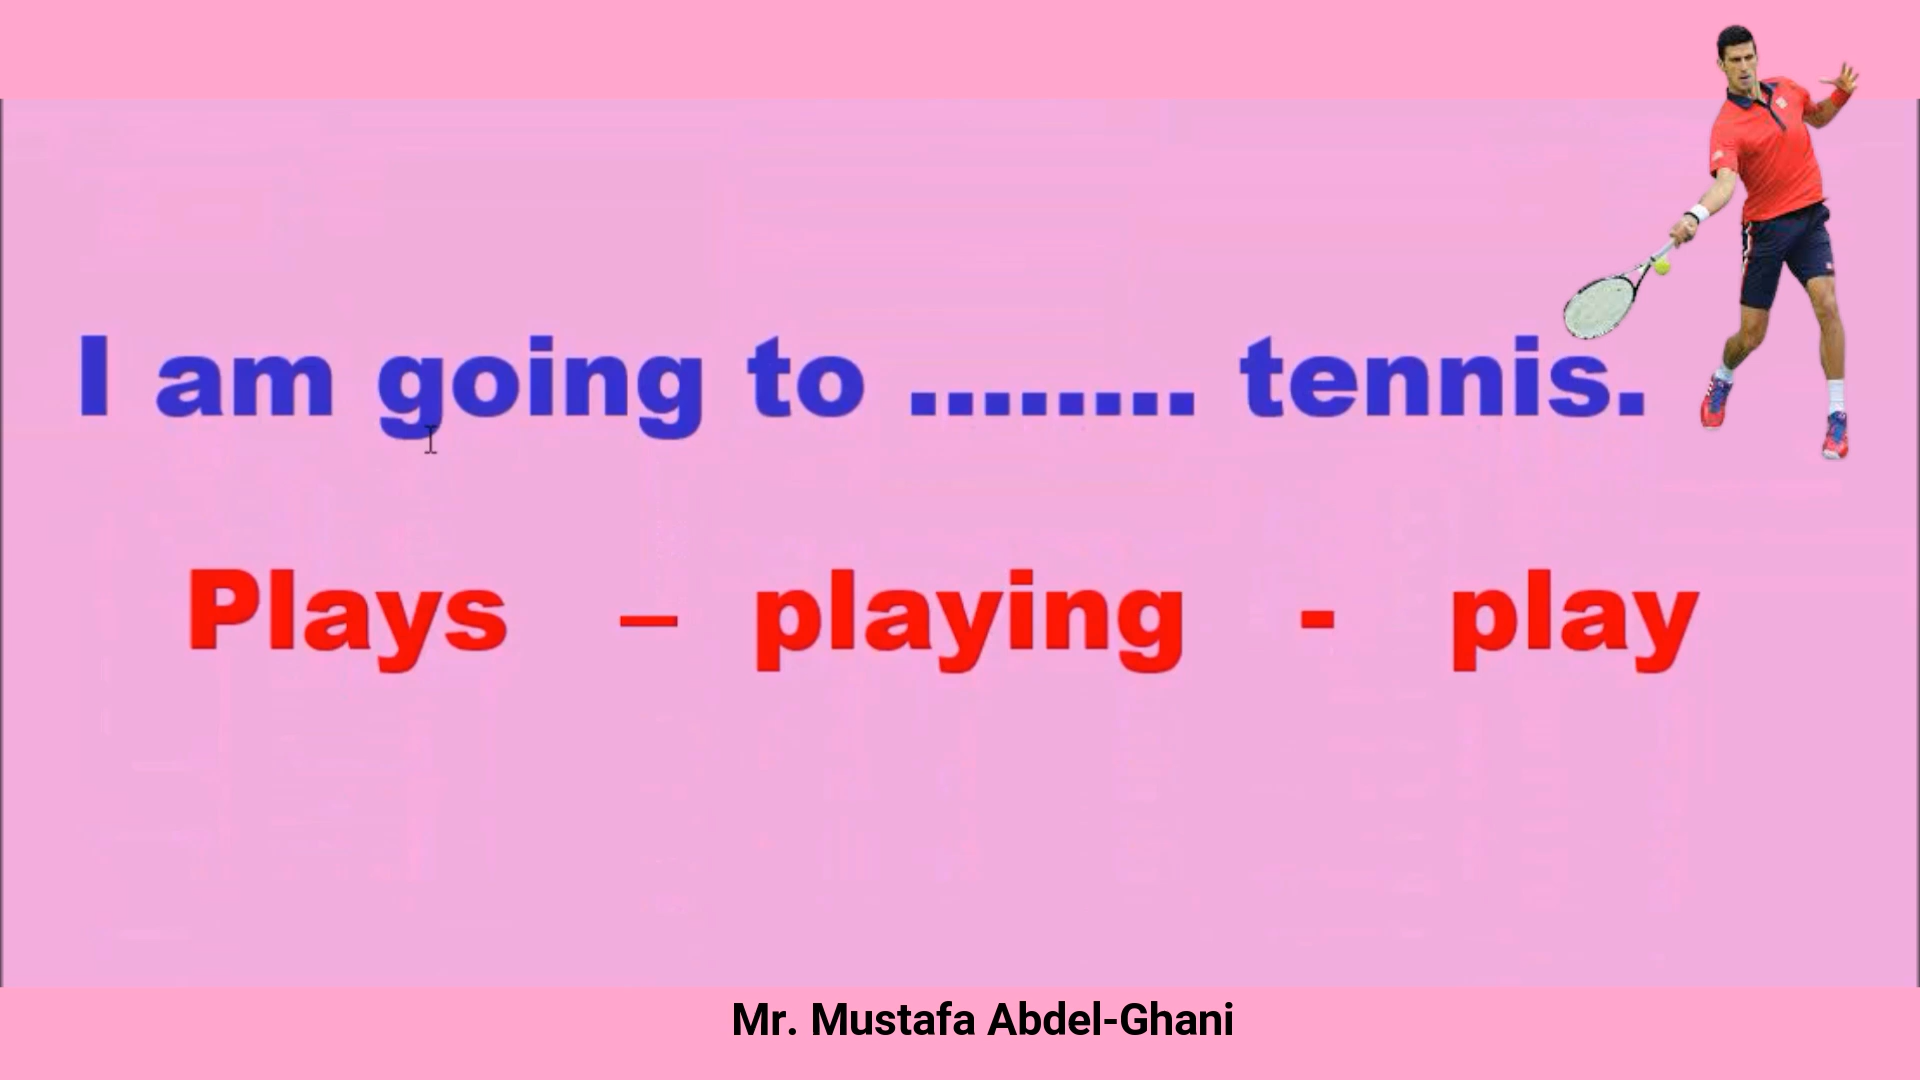 I am going to ........ tennis.
Plays – playing - play
Mr. Mustafa Abdel-Ghani